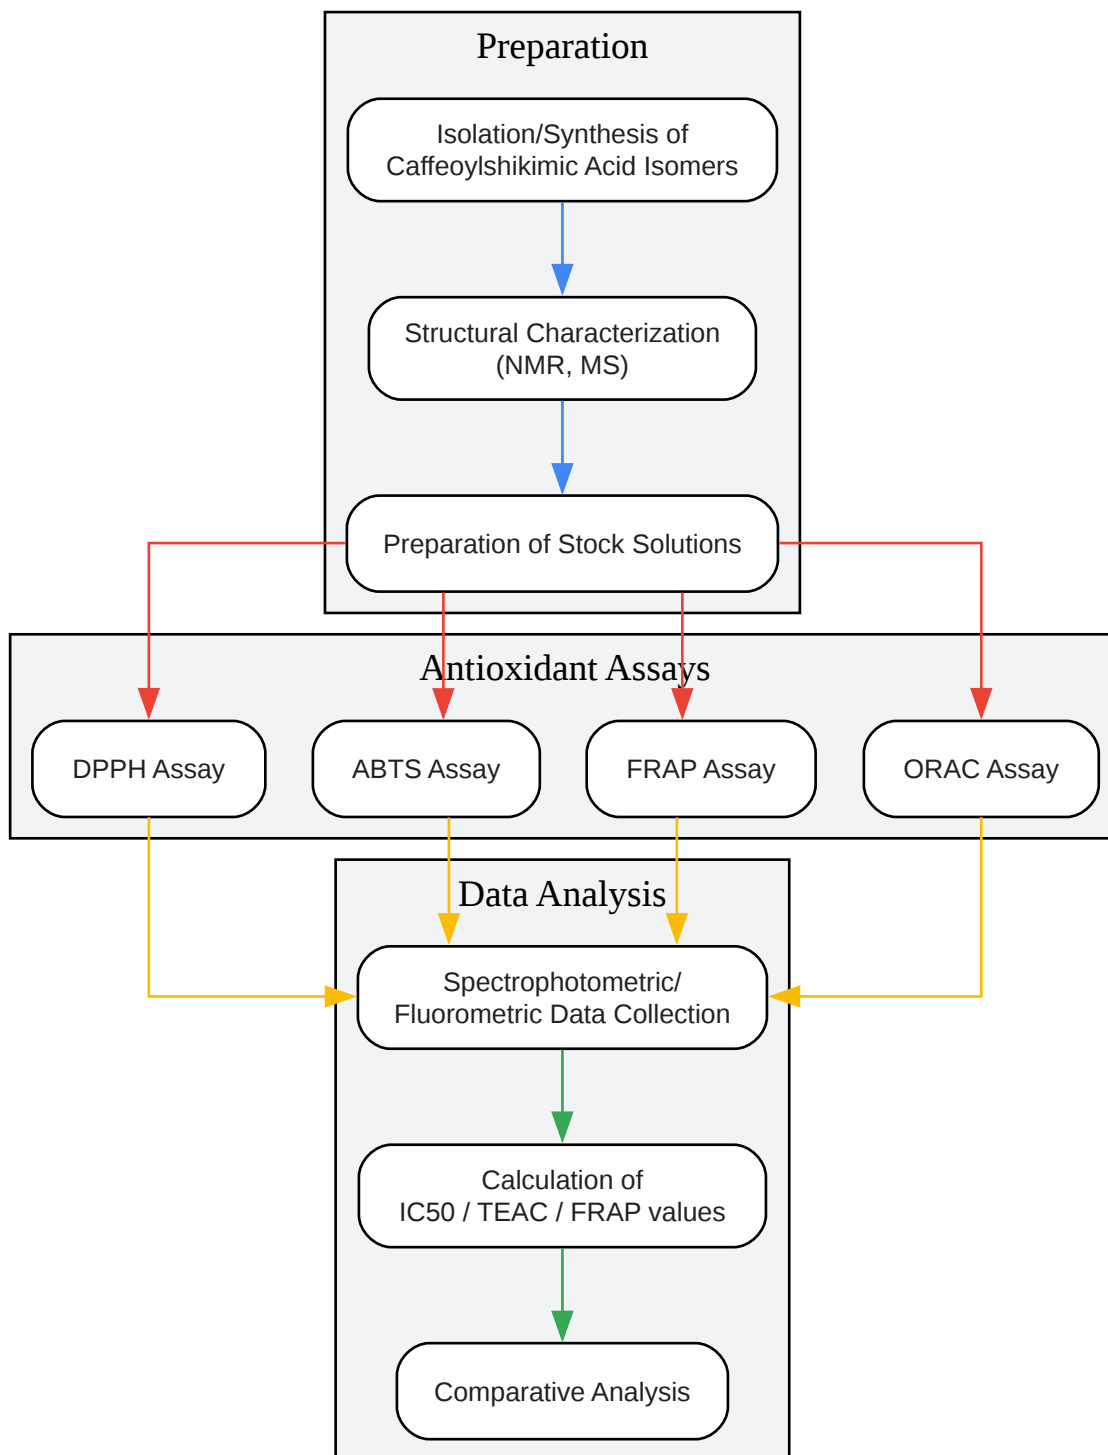 Preparation
Isolation/Synthesis of
Caffeoylshikimic Acid Isomers
Structural Characterization
(NMR, MS)
Preparation of Stock Solutions
Antioxidant Assays
DPPH Assay
ABTS Assay
FRAP Assay
ORAC Assay
Data Analysis
Spectrophotometric/
Fluorometric Data Collection
Calculation of
IC50 / TEAC / FRAP values
Comparative Analysis